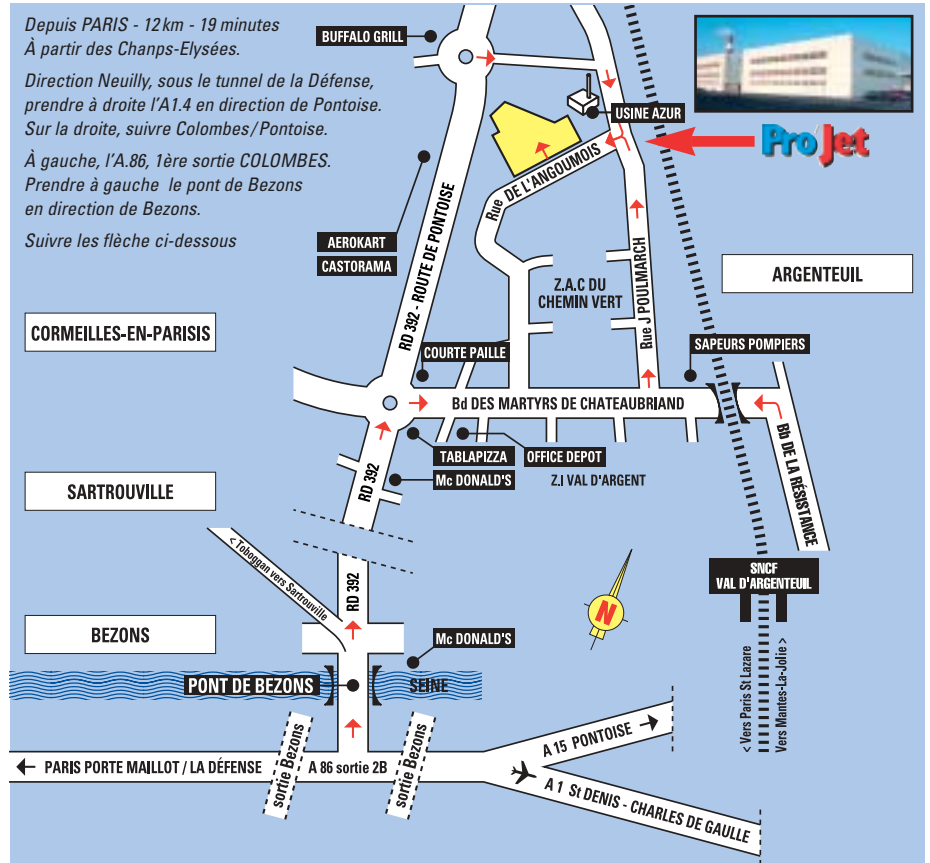 Depuis PARIS - 12 km - 19 minutes
À partir des Chanps-Elysées.
Direction Neuilly, sous le tunnel de la Défense,
prendre à droite l'A1.4 en direction de Pontoise.
Sur la droite, suivre Colombes/Pontoise.
À gauche, l'A.86, 1ère sortie COLOMBES.
Prendre à gauche le pont de Bezons
en direction de Bezons.
Suivre les flèche ci-dessous
BUFFALO GRILL
USINE AZUR
ProJet
Rue DE L'ANGOUMOIS
AEROKART
CASTORAMA
RD 392 - ROUTE DE PONTOISE
Z.A.C DU
CHEMIN VERT
Rue J POULMARCH
ARGENTEUIL
CORMEILLES-EN-PARISIS
COURTE PAILLE
SAPEURS POMPIERS
Bd DES MARTYRS DE CHATEAUBRIAND
Bb DE LA RÉSISTANCE
TABLAPIZZA
OFFICE DEPOT
Mc DONALD'S
Z.I VAL D'ARGENT
RD 392
SARTROUVILLE
< Toboggan vers Sartrouville
RD 392
SNCF
VAL D'ARGENTEUIL
N
BEZONS
Mc DONALD'S
PONT DE BEZONS
SEINE
< Vers Paris St Lazare
Vers Mantes-La-Jolie >
sortie Bezons
sortie Bezons
A 15 PONTOISE
PARIS PORTE MAILLOT / LA DÉFENSE
A 86 sortie 2B
A 1 St DENIS - CHARLES DE GAULLE